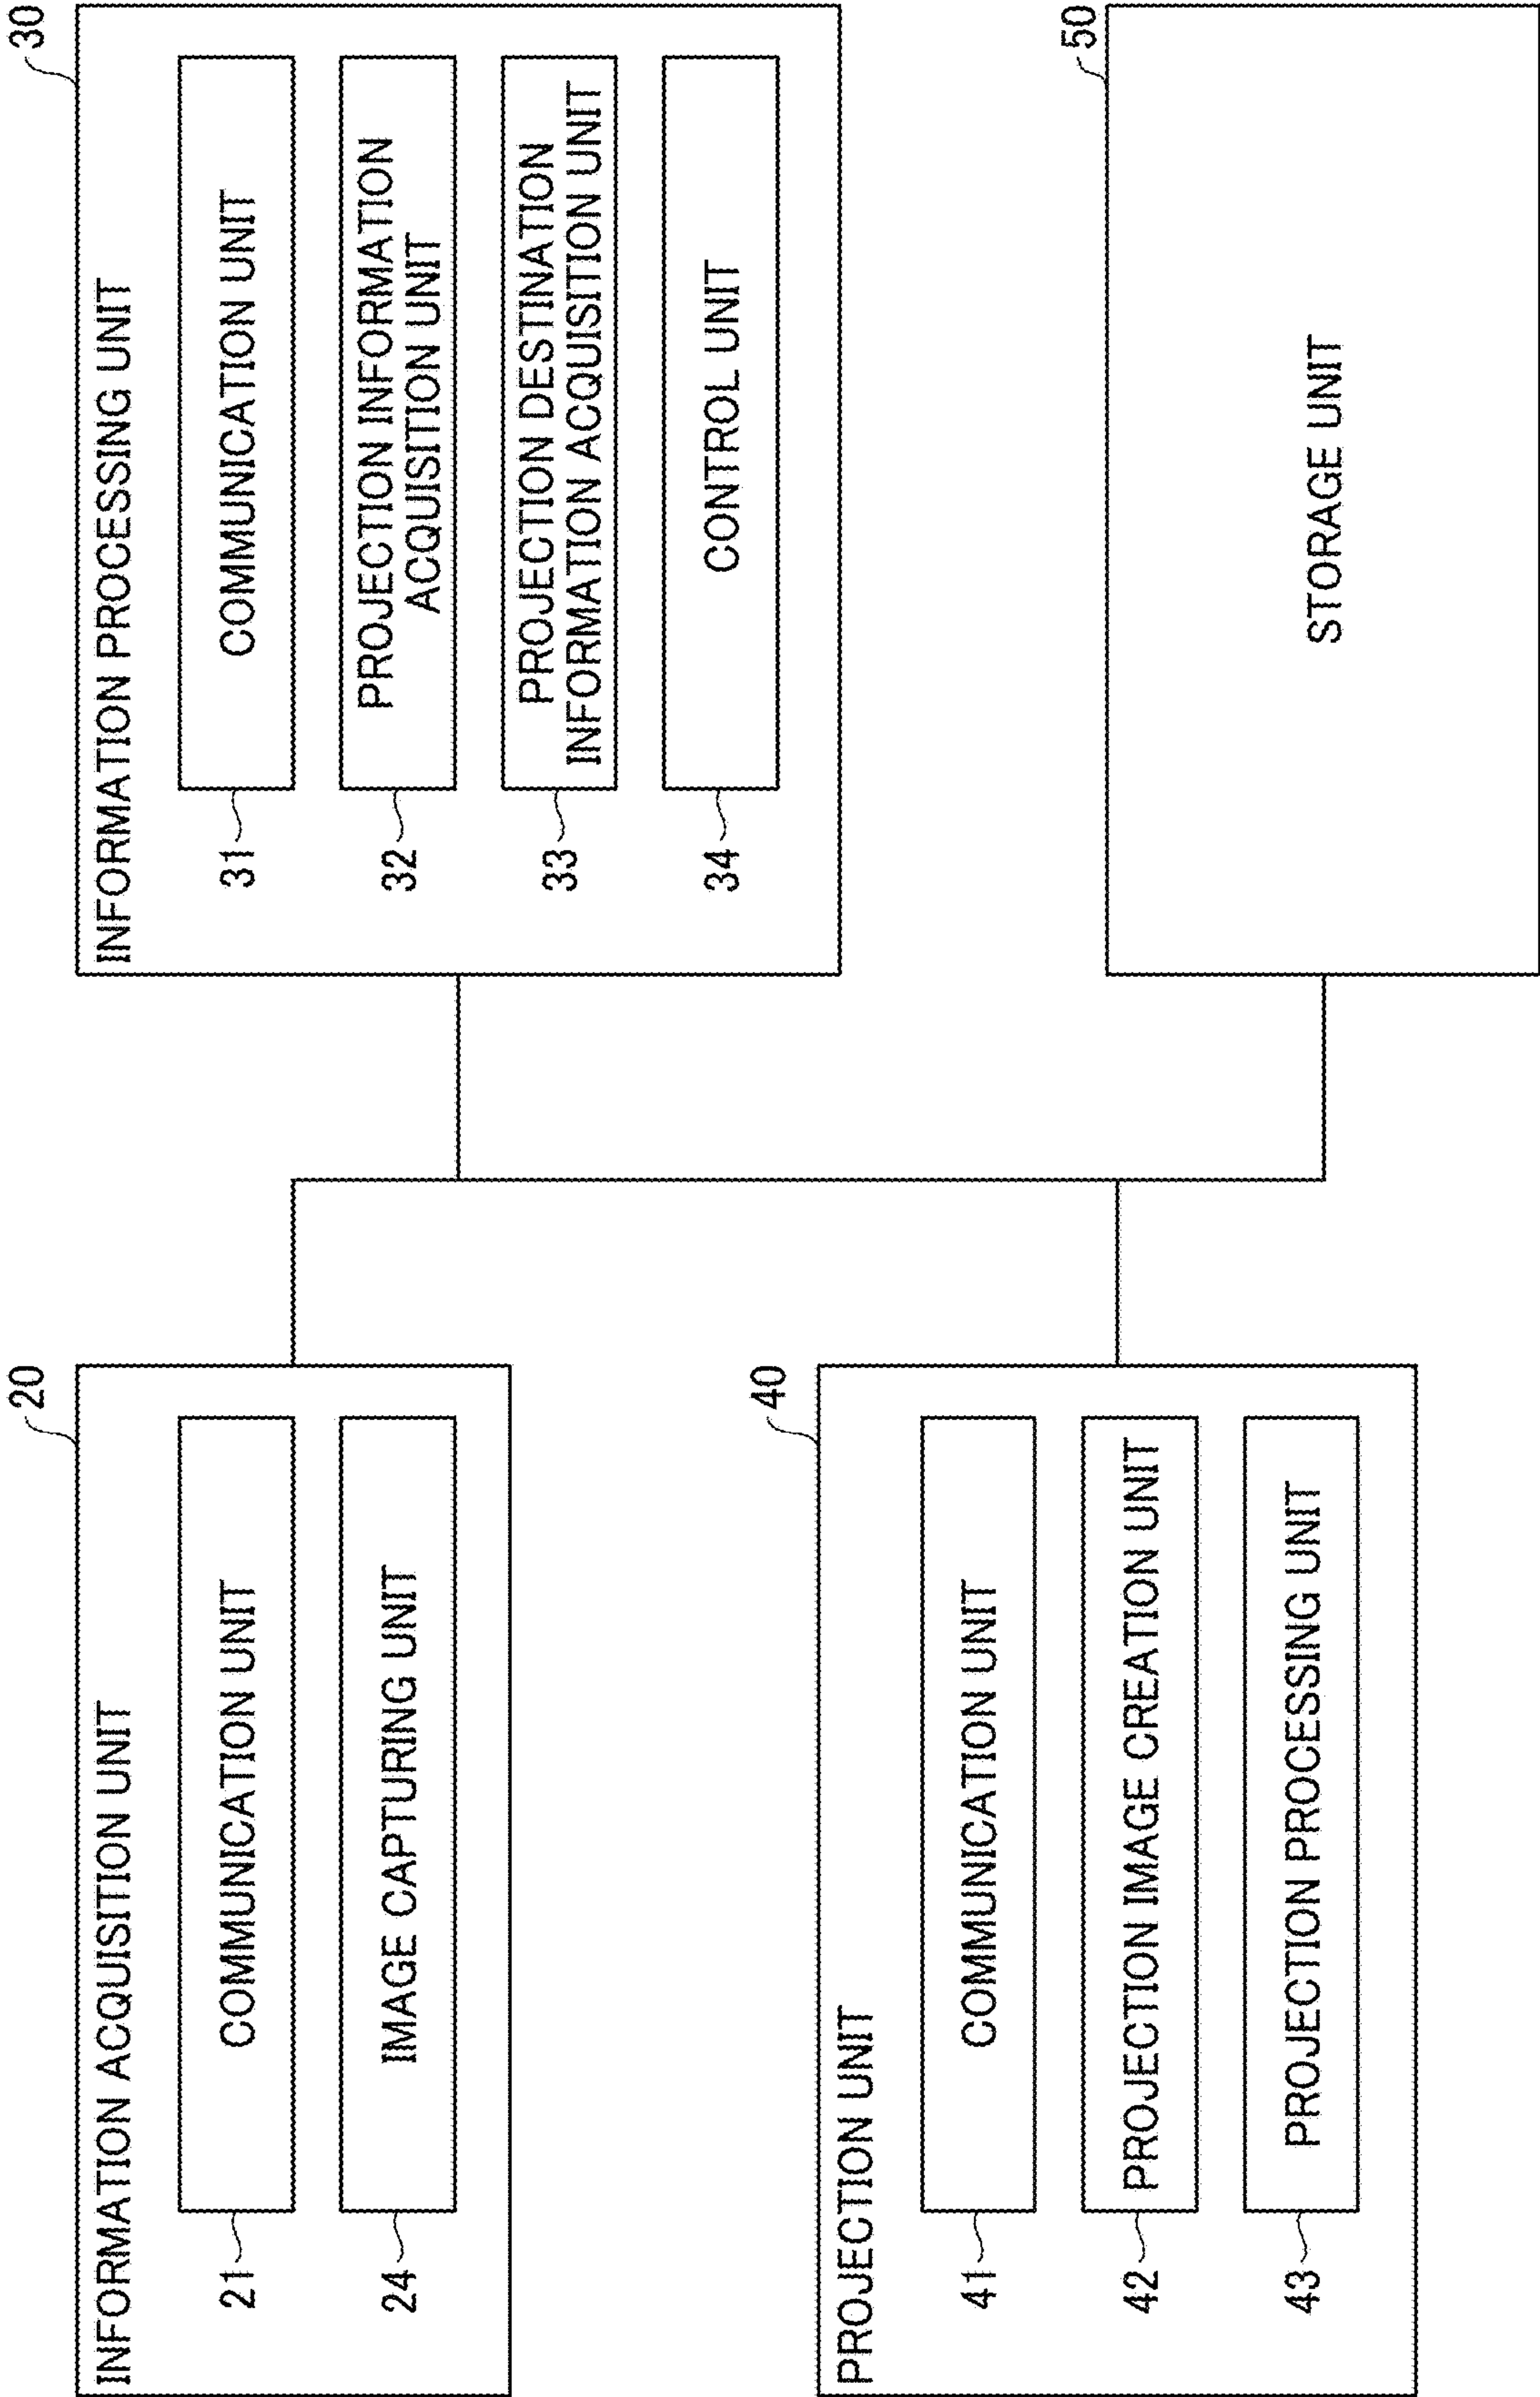 20
INFORMATION ACQUISITION UNIT
21
COMMUNICATION UNIT
24
IMAGE CAPTURING UNIT
30
INFORMATION PROCESSING UNIT
31
COMMUNICATION UNIT
32
PROJECTION INFORMATION
ACQUISITION UNIT
33
PROJECTION DESTINATION
INFORMATION ACQUISITION UNIT
34
CONTROL UNIT
40
PROJECTION UNIT
41
COMMUNICATION UNIT
42
PROJECTION IMAGE CREATION UNIT
43
PROJECTION PROCESSING UNIT
50
STORAGE UNIT